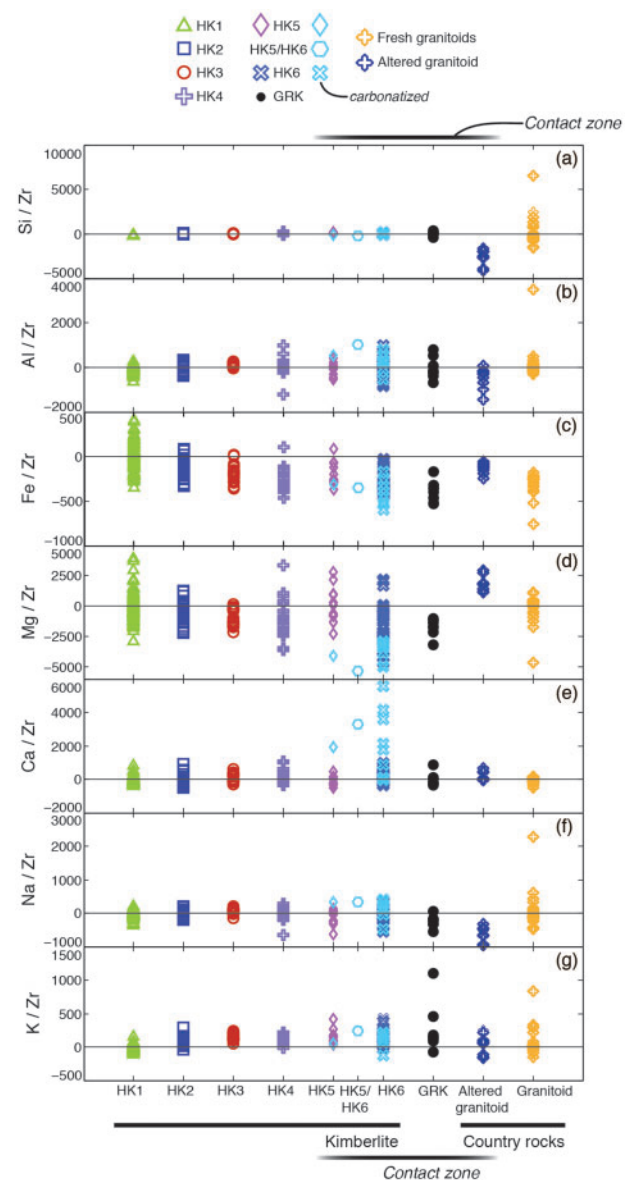 HK1 HK5 Fresh granitoids
HK2 HK5/HK6 Altered granitoid
HK3 HK6 carbonatized
HK4 GRK
Contact zone
(a)
Si / Zr
10000
5000
0
−5000
(b)
Al / Zr
4000
2000
0
−2000
(c)
Fe / Zr
500
0
−500
−1000
(d)
Mg / Zr
5000
2500
0
−2500
−5000
(e)
Ca / Zr
6000
4000
2000
0
−2000
(f)
Na / Zr
3000
2000
1000
0
−1000
(g)
K / Zr
1500
1000
500
0
−500
HK1 HK2 HK3 HK4 HK5 HK5/ HK6 GRK Altered Granitoid
HK6 granitoid
Kimberlite Country rocks
Contact zone